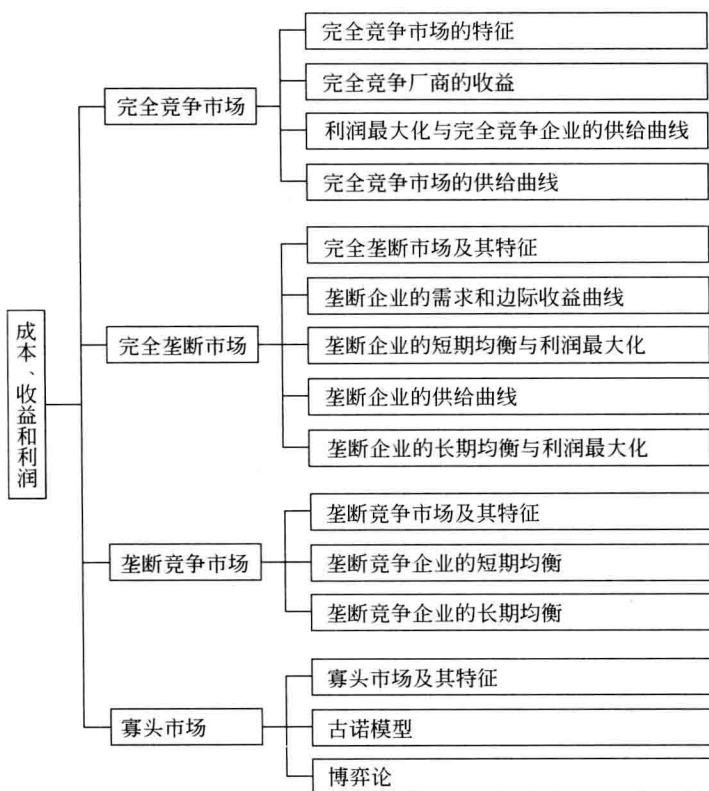 成本、收益和利润
完全竞争市场
完全竞争市场的特征
完全竞争厂商的收益
利润最大化与完全竞争企业的供给曲线
完全竞争市场的供给曲线
完全垄断市场
完全垄断市场及其特征
垄断企业的需求和边际收益曲线
垄断企业的短期均衡与利润最大化
垄断企业的供给曲线
垄断企业的长期均衡与利润最大化
垄断竞争市场
垄断竞争市场及其特征
垄断竞争企业的短期均衡
垄断竞争企业的长期均衡
寡头市场
寡头市场及其特征
古诺模型
博弈论